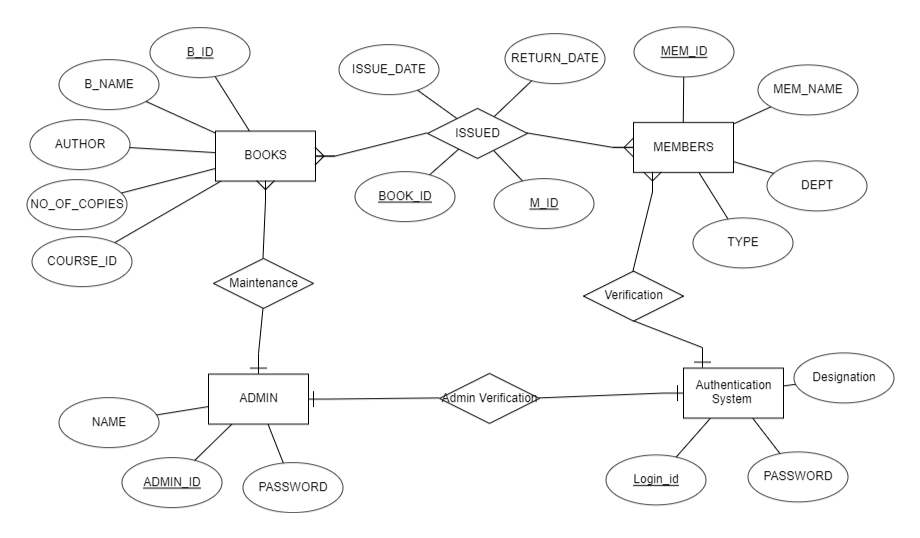 B_ID
ISSUE_DATE
RETURN_DATE
MEM_ID
B_NAME
MEM_NAME
AUTHOR
BOOKS
ISSUED
MEMBERS
NO_OF_COPIES
BOOK_ID
M_ID
DEPT
COURSE_ID
TYPE
Maintenance
Verification
ADMIN
Admin Verification
Authentication
System
Designation
NAME
ADMIN_ID
PASSWORD
Login_id
PASSWORD